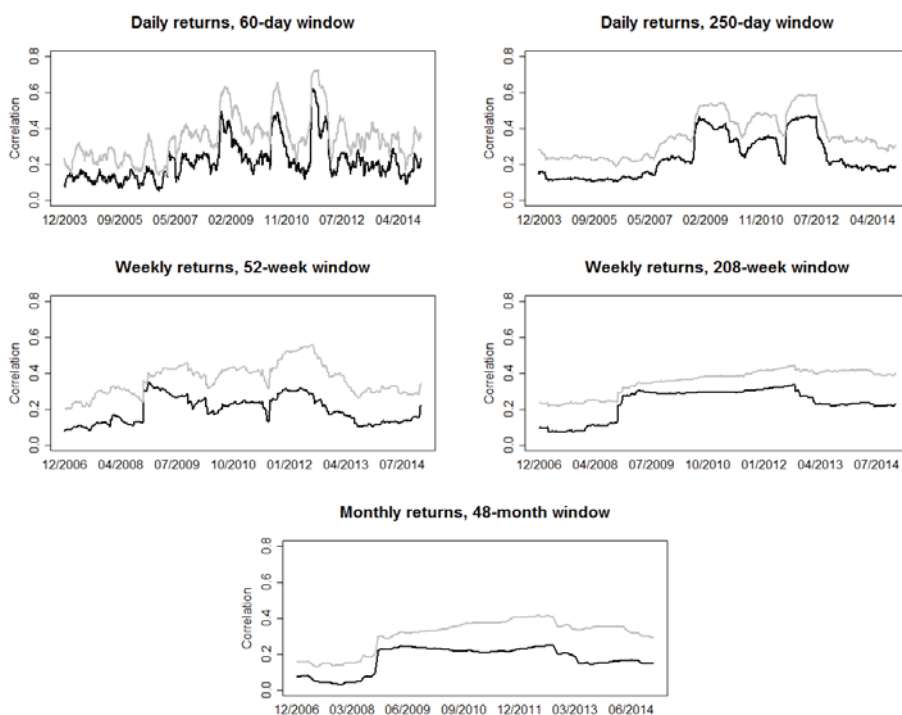 Daily returns, 60-day window
Correlation
0.0 0.2 0.4 0.6 0.8
12/2003 09/2005 05/2007 02/2009 11/2010 07/2012 04/2014
Daily returns, 250-day window
Correlation
0.0 0.2 0.4 0.6 0.8
12/2003 09/2005 05/2007 02/2009 11/2010 07/2012 04/2014
Weekly returns, 52-week window
Correlation
0.0 0.2 0.4 0.6 0.8
12/2006 04/2008 07/2009 10/2010 01/2012 04/2013 07/2014
Weekly returns, 208-week window
Correlation
0.0 0.2 0.4 0.6 0.8
12/2006 04/2008 07/2009 10/2010 01/2012 04/2013 07/2014
Monthly returns, 48-month window
Correlation
0.0 0.2 0.4 0.6 0.8
12/2006 03/2008 06/2009 09/2010 12/2011 03/2013 06/2014